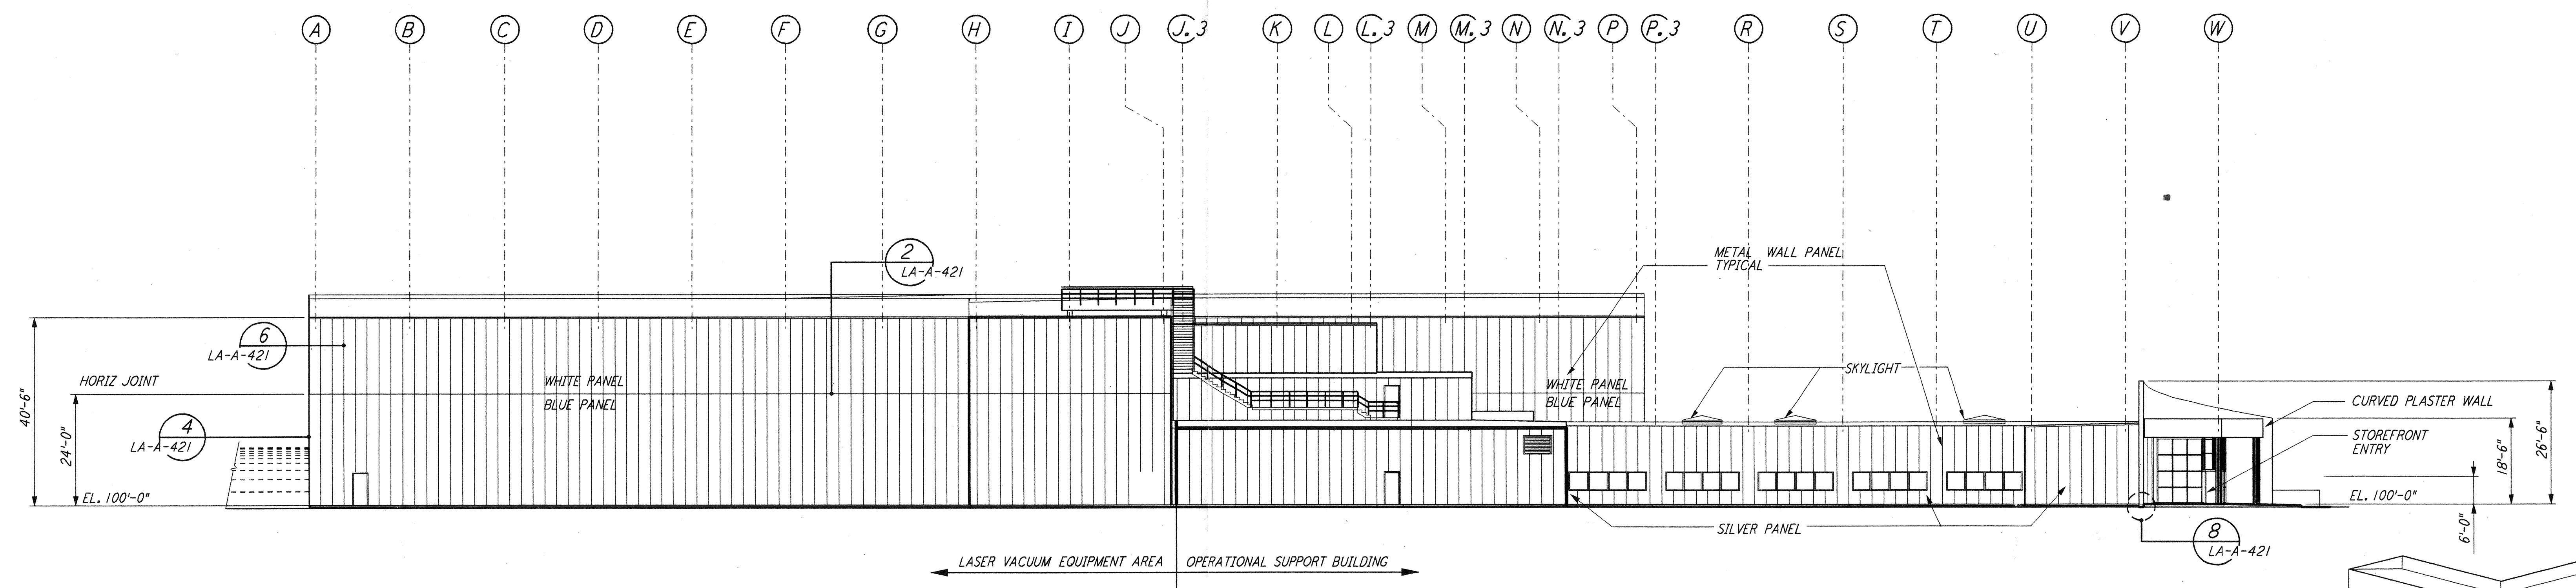 A B C D E F G H I J J.3 K L L.3 M M.3 N N.3 P P.3 R S T U V W
2
LA-A-421
METAL WALL PANEL
TYPICAL
6
LA-A-421
40'-6"
HORIZ JOINT
WHITE PANEL
BLUE PANEL
WHITE PANEL
BLUE PANEL
SKYLIGHT
CURVED PLASTER WALL
STOREFRONT
ENTRY
26'-6"
18'-6"
4
LA-A-421
24'-0"
EL. 100'-0"
EL. 100'-0"
6'-0"
SILVER PANEL
8
LA-A-421
LASER VACUUM EQUIPMENT AREA
OPERATIONAL SUPPORT BUILDING